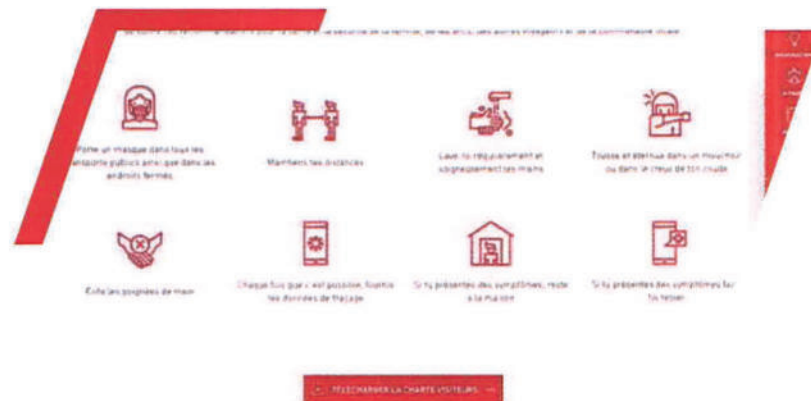 Porte un masque dans tous les
transports publics ainsi que dans les
endroits fermés
Maintiens les distances
Lave-toi régulièrement et
soigneusement les mains
Tousse et éternue dans un mouchoir
ou dans le creux de ton coude
Évite les poignées de main
Chaque fois que c'est possible, fournis
les données de traçage
Si tu présentes des symptômes, reste
à la maison
Si tu présentes des symptômes fais-
toi tester
TÉLÉCHARGER LA CHARTE VISITEURS